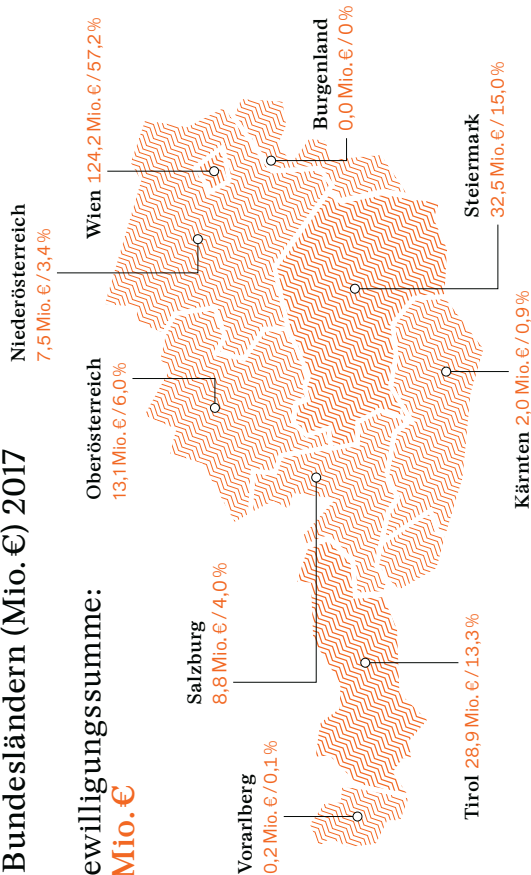 Bundesländern (Mio. €) 2017
ewilligungssumme:
Mio. €
Vorarlberg
0,2 Mio. € / 0,1 %
Salzburg
8,8 Mio. € / 4,0 %
Oberösterreich
13,1 Mio. € / 6,0 %
Niederösterreich
7,5 Mio. € / 3,4 %
Wien 124,2 Mio. € / 57,2 %
Burgenland
0,0 Mio. € / 0 %
Steiermark
32,5 Mio. € / 15,0 %
Kärnten 2,0 Mio. € / 0,9 %
Tirol 28,9 Mio. € / 13,3 %